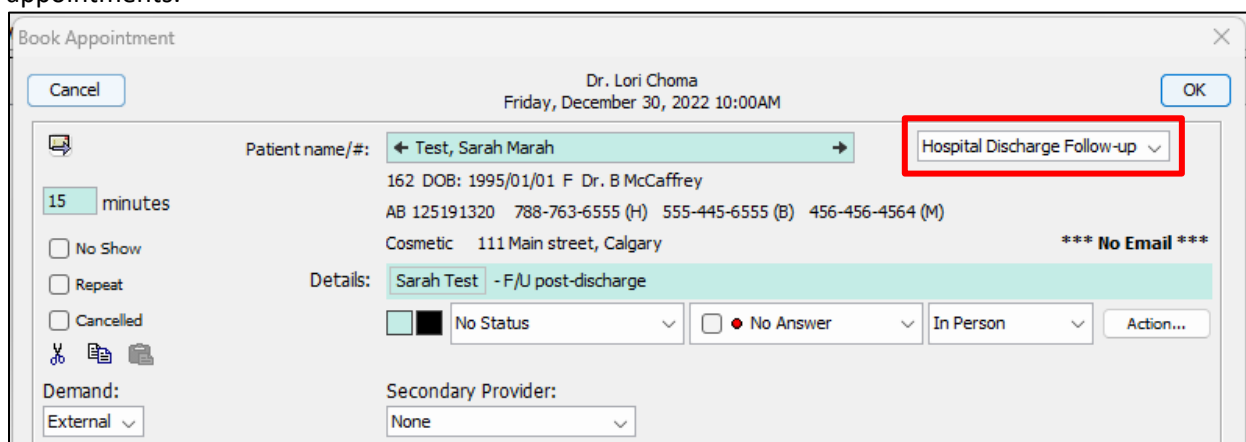 appointments.
Book Appointment
Cancel
Dr. Lori Choma
Friday, December 30, 2022 10:00AM
OK
Patient name/#:
Test, Sarah Marah
Hospital Discharge Follow-up
162 DOB: 1995/01/01 F Dr. B McCaffrey
15 minutes
AB 125191320 788-763-6555 (H) 555-445-6555 (B) 456-456-4564 (M)
No Show
Cosmetic 111 Main street, Calgary
*** No Email ***
Repeat
Details:
Sarah Test - F/U post-discharge
Cancelled
No Status
No Answer
In Person
Action...
Demand:
Secondary Provider:
External
None